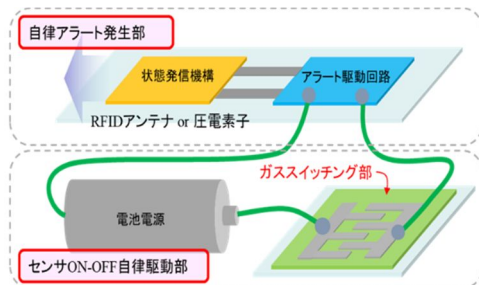 自律アラート発生部
状態発信機構
アラート駆動回路
RFIDアンテナ or 圧電素子
ガススイッチング部
電池電源
センサON-OFF自律駆動部